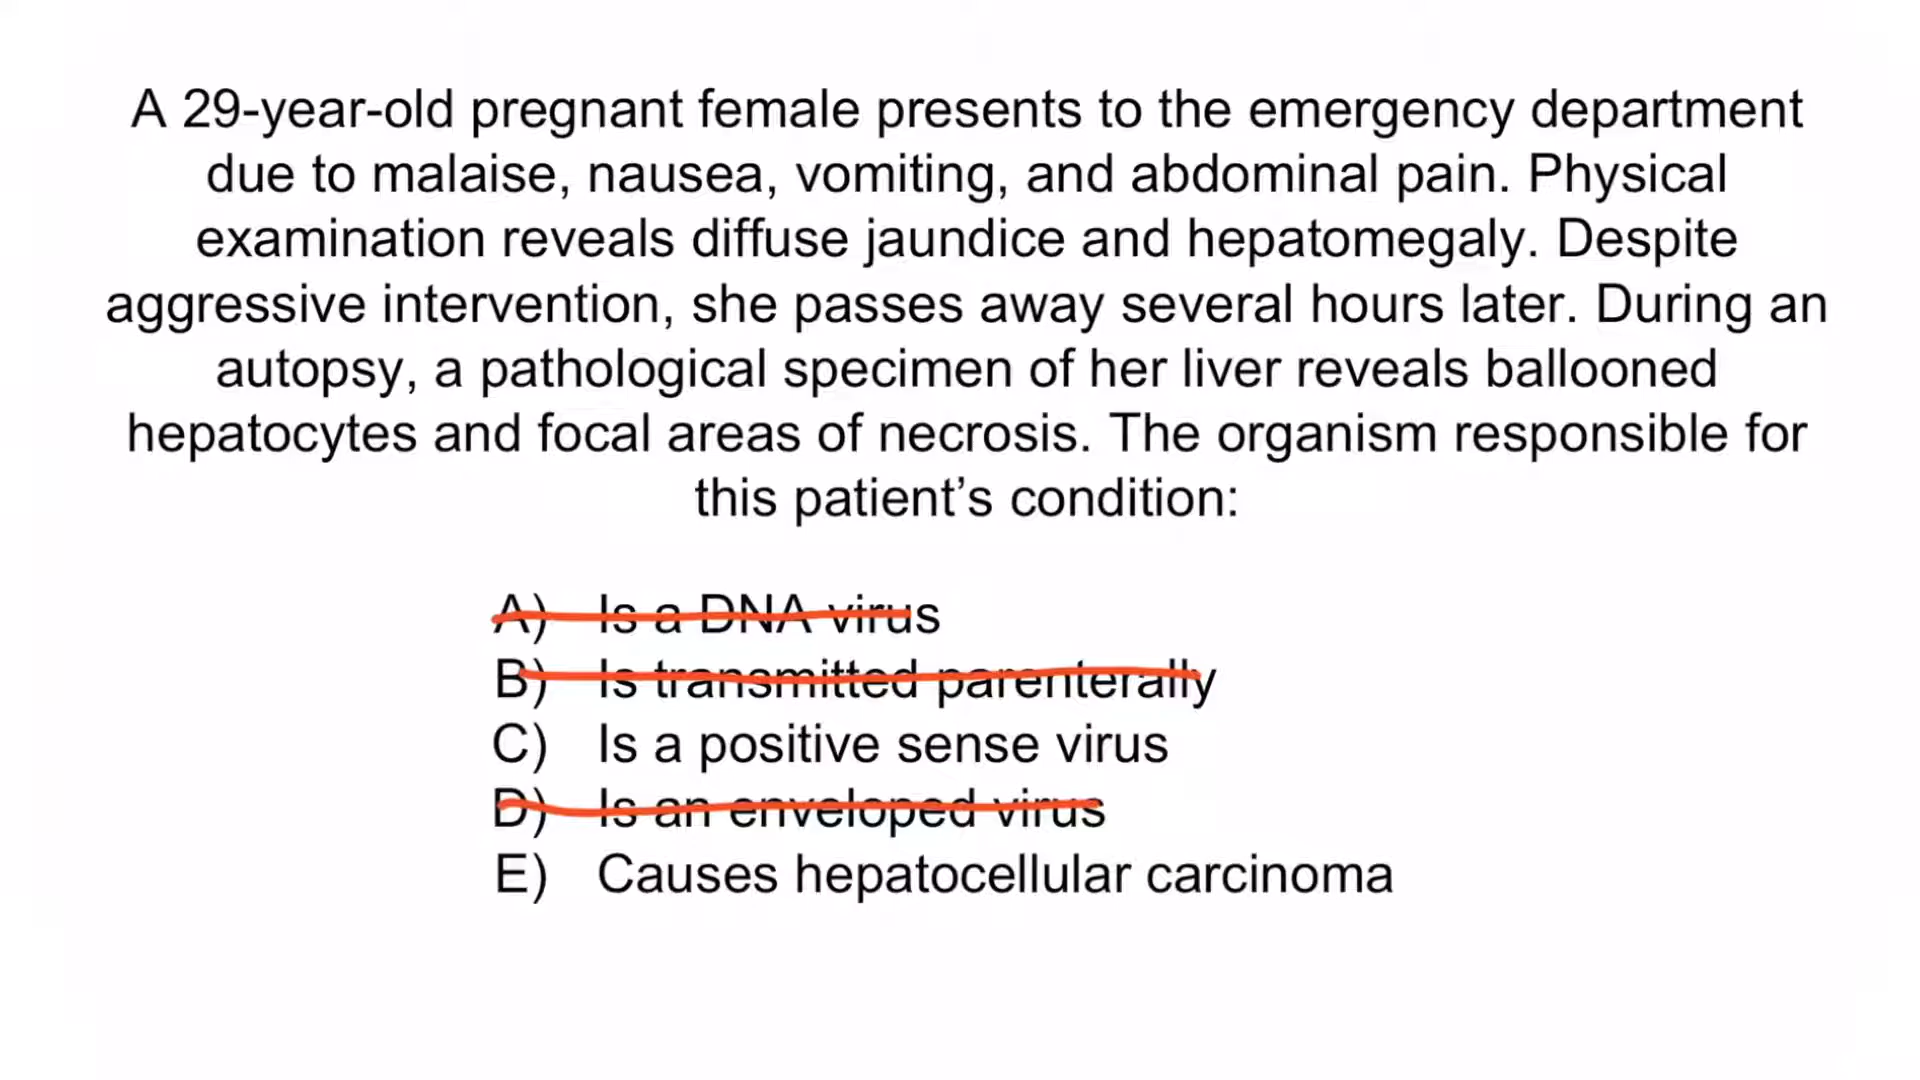 A 29-year-old pregnant female presents to the emergency department
due to malaise, nausea, vomiting, and abdominal pain. Physical
examination reveals diffuse jaundice and hepatomegaly. Despite
aggressive intervention, she passes away several hours later. During an
autopsy, a pathological specimen of her liver reveals ballooned
hepatocytes and focal areas of necrosis. The organism responsible for
this patient’s condition:
A) Is a DNA virus
B) Is transmitted parenterally
C) Is a positive sense virus
D) Is an enveloped virus
E) Causes hepatocellular carcinoma